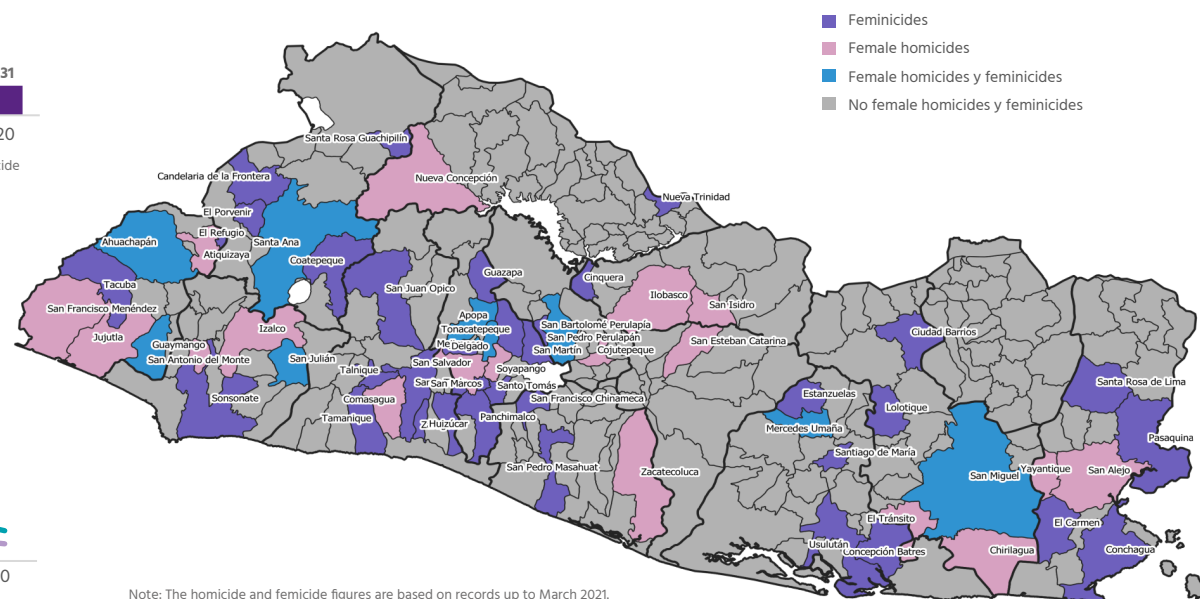 Feminicides
Female homicides
Female homicides y feminicides
No female homicides y feminicides
31
20
cide
Santa Rosa Guachipilín
Candelaria de la Frontera
Nueva Concepción
Nueva Trinidad
El Porvenir
El Refugio
Ahuachapán
Santa Ana
Atiquizaya
Coatepeque
Guazapa
Cinquera
Tacuba
San Juan Opico
Ilobasco
San Isidro
San Francisco Menéndez
Apopa
Izalco
Tonacatepeque
San Bartolomé Perulapía
Ciudad Barrios
Jujutla
Guaymango
Me
Delgado
San Pedro Perulapán
San Esteban Catarina
San Antonio del Monte
San Julián
San Martín
Cojutepeque
Talnique
San Salvador
Soyapango
Santa Rosa de Lima
San
San Marcos
Santo Tomás
Sonsonate
Comasagua
San Francisco Chinameca
Estanzuelas
Lolotique
Tamanique
Z
Huizúcar
Panchimalco
Mercedes Umaña
Pasaquina
Santiago de María
San Pedro Masahuat
Zacatecoluca
San Miguel
Yayantique
San Alejo
El Tránsito
El Carmen
Usulután
Concepción Batres
Chirilagua
Conchagua
0
Note: The homicide and femicide figures are based on records up to March 2021.